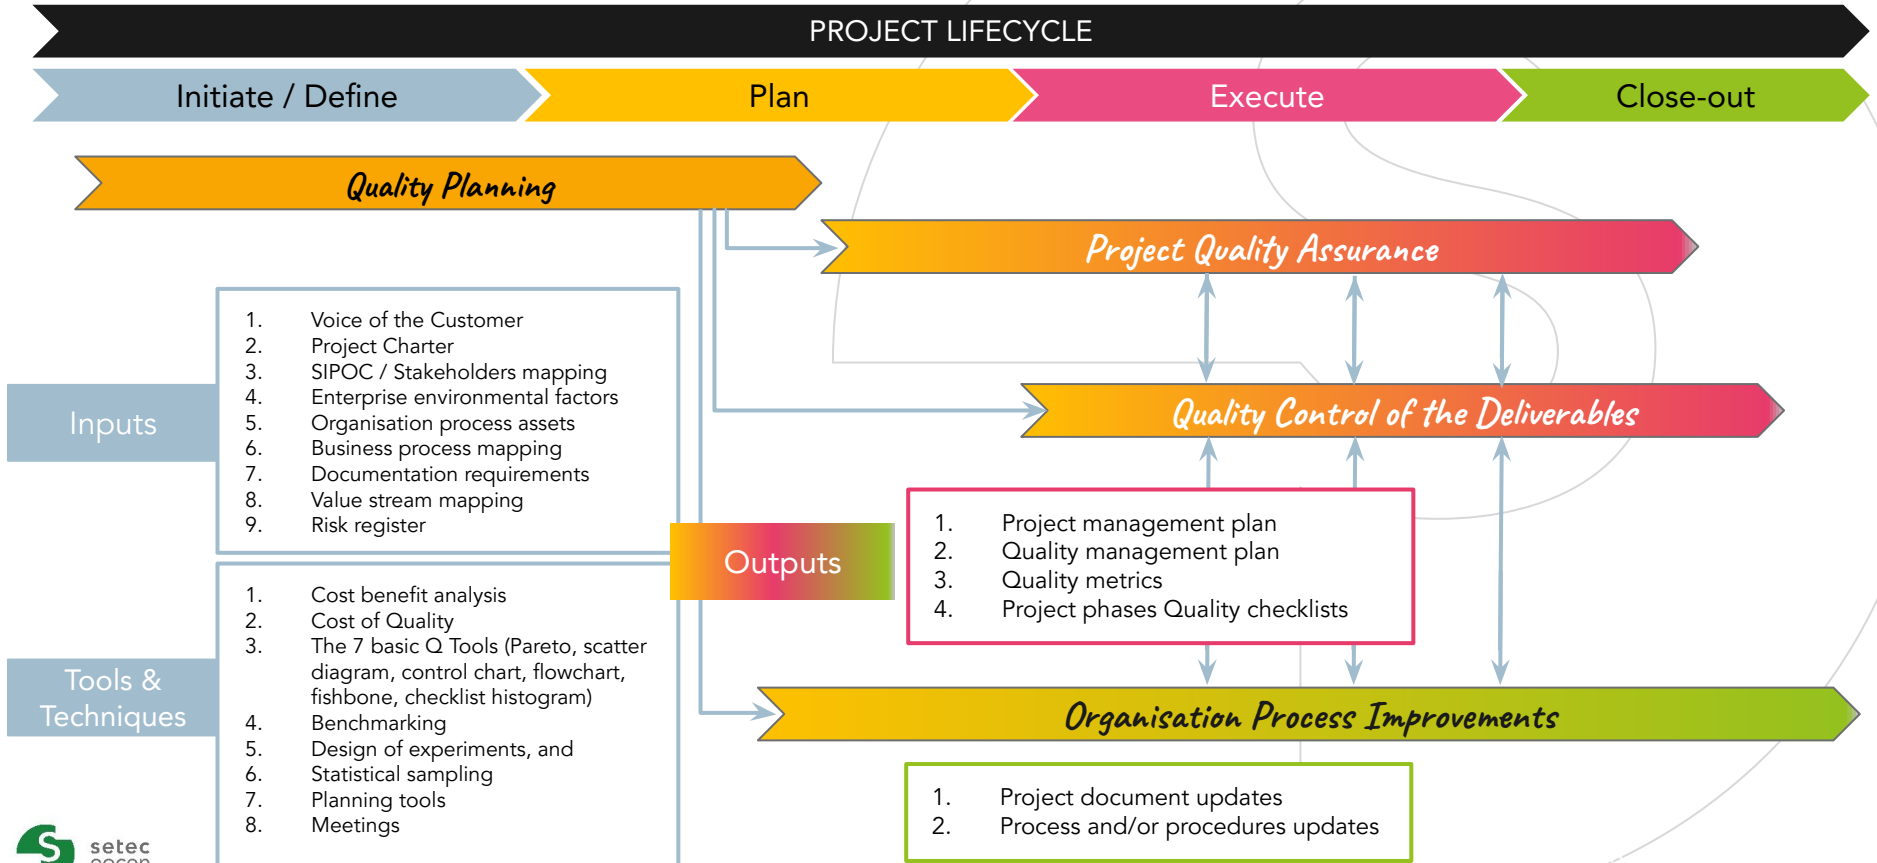 PROJECT LIFECYCLE
Initiate / Define
Plan
Execute
Close-out
Quality Planning
Project Quality Assurance
Inputs
1. Voice of the Customer
2. Project Charter
3. SIPOC / Stakeholders mapping
4. Enterprise environmental factors
5. Organisation process assets
6. Business process mapping
7. Documentation requirements
8. Value stream mapping
9. Risk register
Quality Control of the Deliverables
Outputs
1. Project management plan
2. Quality management plan
3. Quality metrics
4. Project phases Quality checklists
Tools &
Techniques
1. Cost benefit analysis
2. Cost of Quality
3. The 7 basic Q Tools (Pareto, scatter
diagram, control chart, flowchart,
fishbone, checklist histogram)
4. Benchmarking
5. Design of experiments, and
6. Statistical sampling
7. Planning tools
8. Meetings
Organisation Process Improvements
1. Project document updates
2. Process and/or procedures updates
S
setec